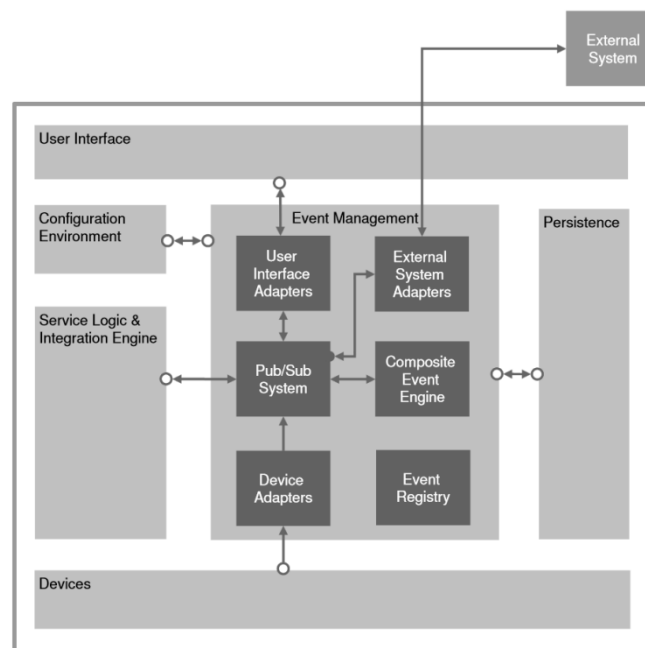 External
System
User Interface
Configuration
Environment
Event Management
Persistence
User
Interface
Adapters
External
System
Adapters
Service Logic &
Integration Engine
Pub/Sub
System
Composite
Event
Engine
Device
Adapters
Event
Registry
Devices